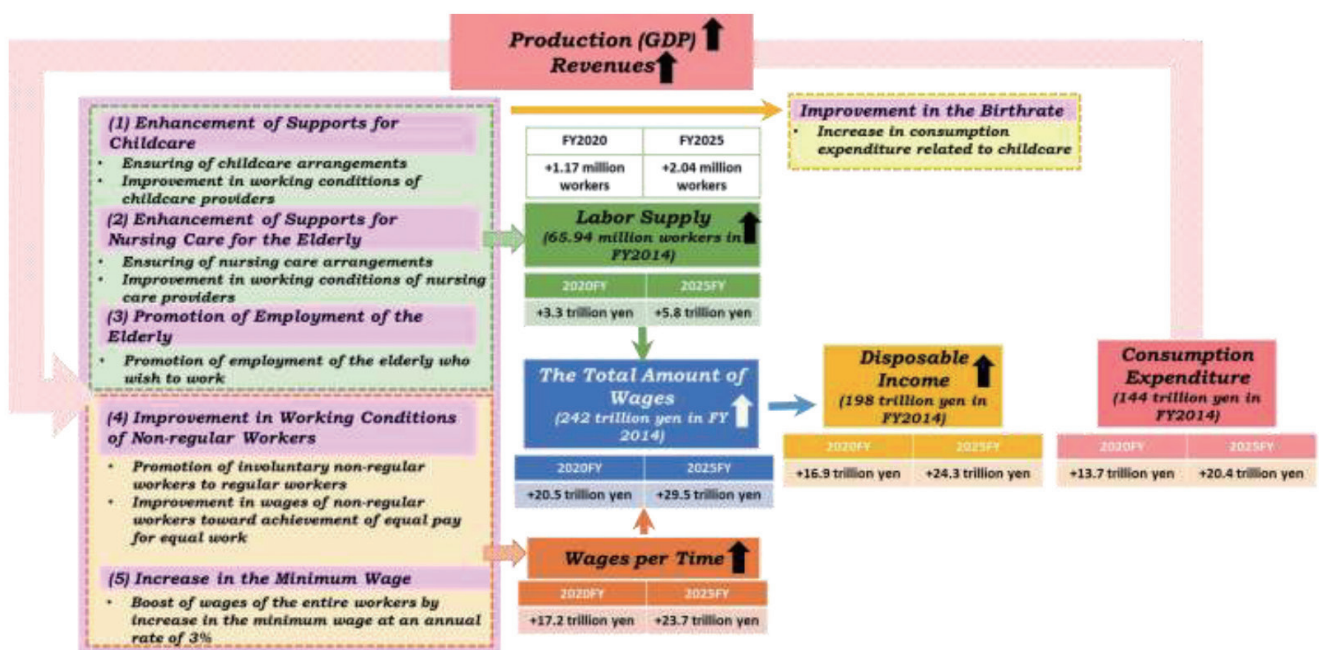 Production (GDP)
Revenues
(1) Enhancement of Supports for
Childcare
• Ensuring of childcare arrangements
• Improvement in working conditions of
childcare providers
(2) Enhancement of Supports for
Nursing Care for the Elderly
• Ensuring of nursing care arrangements
• Improvement in working conditions of nursing
care providers
(3) Promotion of Employment of the
Elderly
• Promotion of employment of the elderly who
wish to work
(4) Improvement in Working Conditions
of Non-regular Workers
• Promotion of involuntary non-regular
workers to regular workers
• Improvement in wages of non-regular
workers toward achievement of equal pay
for equal work
(5) Increase in the Minimum Wage
• Boost of wages of the entire workers by
increase in the minimum wage at an annual
rate of 3%
Improvement in the Birthrate
• Increase in consumption
expenditure related to childcare
FY2020 FY2025
+1.17 million +2.04 million
workers workers
Labor Supply
(65.94 million workers in
FY2014)
2020FY 2025FY
+3.3 trillion yen +5.8 trillion yen
The Total Amount of
Wages
(242 trillion yen in FY
2014)
2020FY 2025FY
+20.5 trillion yen +29.5 trillion yen
Wages per Time
2020FY 2025FY
+17.2 trillion yen +23.7 trillion yen
Disposable
Income
(198 trillion yen in
FY2014)
2020FY 2025FY
+16.9 trillion yen +24.3 trillion yen
Consumption
Expenditure
(144 trillion yen in
FY2014)
2020FY 2025FY
+13.7 trillion yen +20.4 trillion yen